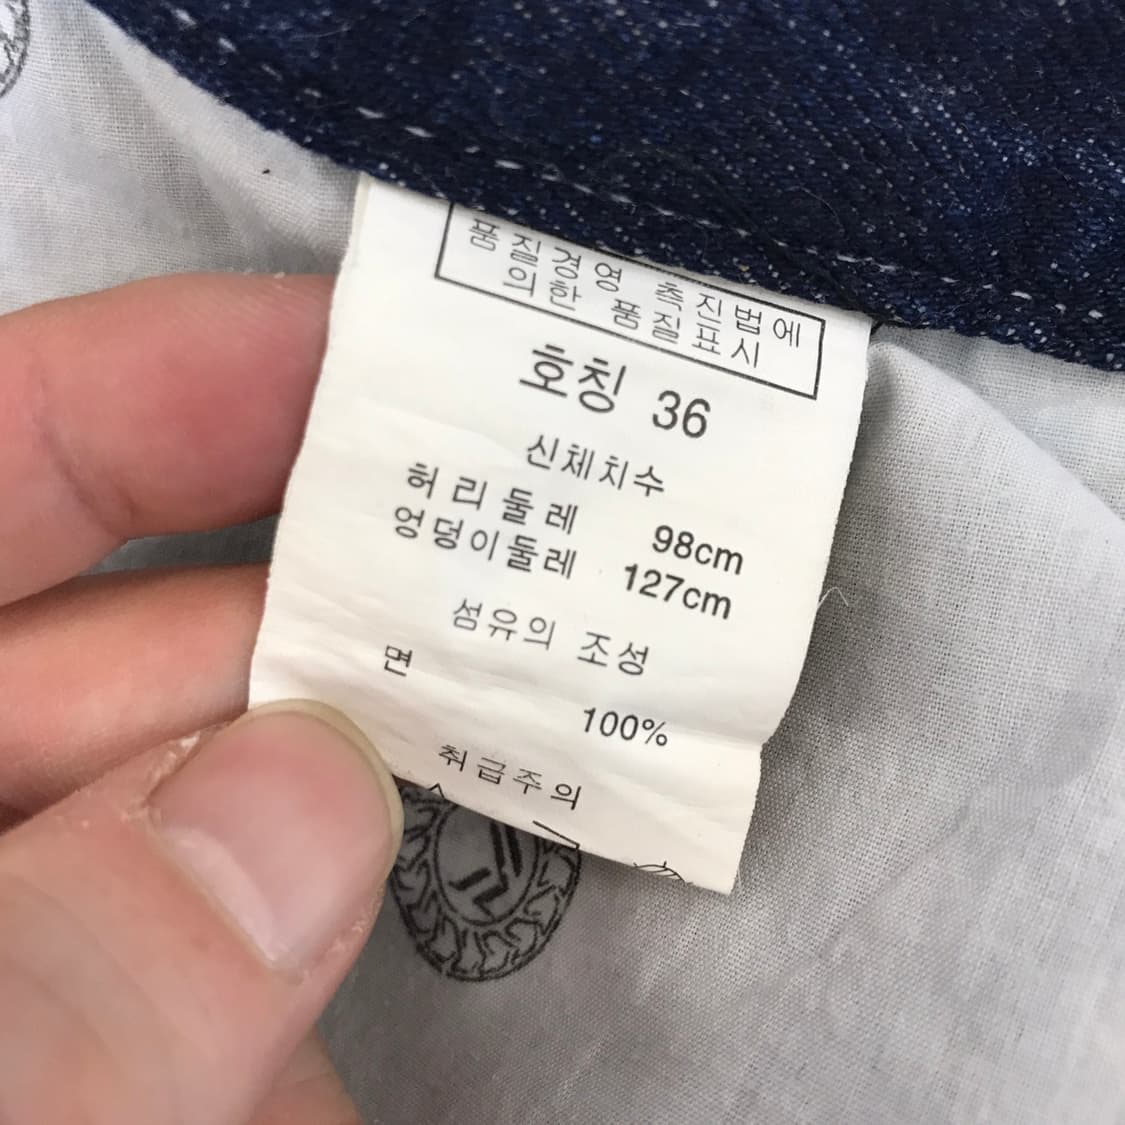 품질경영 촉진법에
의한 품질표시
호칭 36
신체치수
허리둘레 98cm
엉덩이둘레 127cm
섬유의 조성
면
100%
취급주의